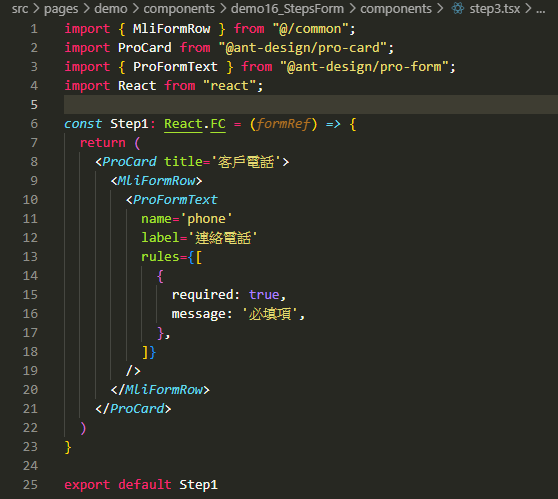 src > pages > demo > components > demo16_StepsForm > components > step3.tsx > ...
1 import { MliFormRow } from "@/common";
2 import ProCard from "@ant-design/pro-card";
3 import { ProFormText } from "@ant-design/pro-form";
4 import React from "react";
5
6 const Step1: React.FC = (formRef) => {
7 return (
8 <ProCard title='客戶電話'>
9 <MliFormRow>
10 <ProFormText
11 name='phone'
12 label='連絡電話'
13 rules={[
14 {
15 required: true,
16 message: '必填項',
17 },
18 ]}
19 />
20 </MliFormRow>
21 </ProCard>
22 )
23 }
24
25 export default Step1